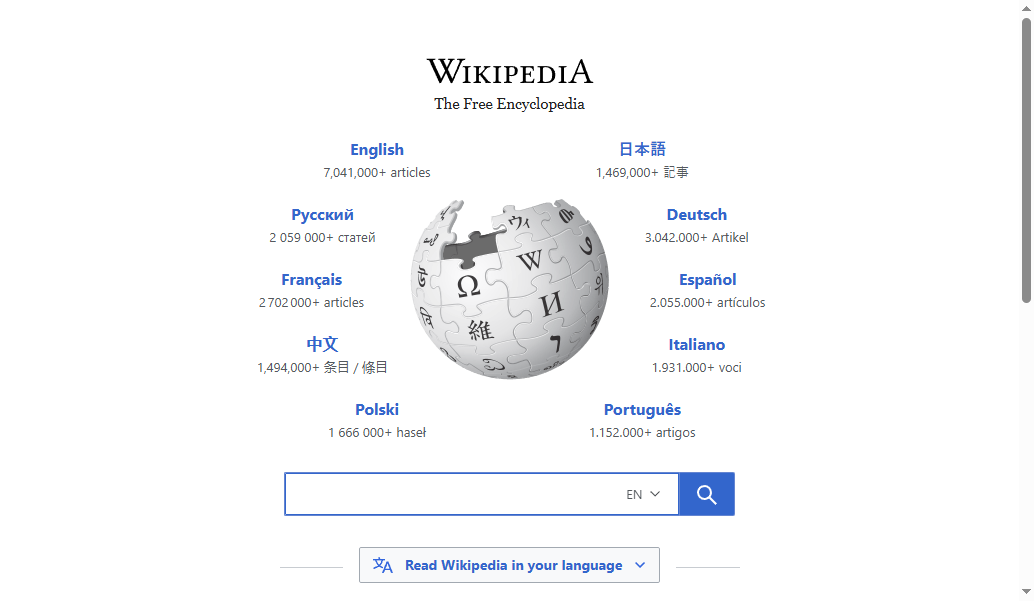 WIKIPEDIA
The Free Encyclopedia
English
7,041,000+ articles
日本語
1,469,000+ 記事
Русский
2 059 000+ статей
Deutsch
3.042.000+ Artikel
Français
2 702 000+ articles
Español
2.055.000+ artículos
中文
1,494,000+ 条目 / 條目
Italiano
1.931.000+ voci
Polski
1 666 000+ haseł
Português
1.152.000+ artigos
ウィ
W
Ω
И
維
EN
Read Wikipedia in your language